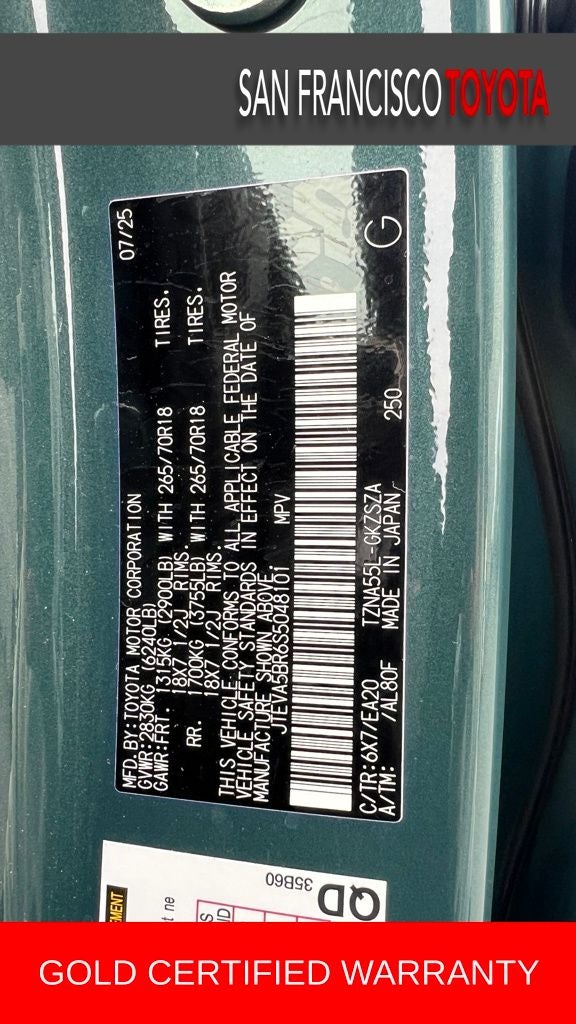 SAN FRANCISCO TOYOTA
MFD. BY: TOYOTA MOTOR CORPORATION 07/25
GVWR: 2830KG (6240LB)
GAWR: FRT. 1315KG (2900LB) WITH 265/70R18 TIRES,
18X7 1/2J RIMS.
RR. 1700KG (3755LB) WITH 265/70R18 TIRES,
18X7 1/2J RIMS.
THIS VEHICLE CONFORMS TO ALL APPLICABLE FEDERAL MOTOR
VEHICLE SAFETY STANDARDS IN EFFECT ON THE DATE OF
MANUFACTURE SHOWN ABOVE.
JTEVA5BR6S5048101 MPV
C/TR: 6X7/EA20 TZNA55L-GKZSZA
A/TM: /AL80F MADE IN JAPAN 250 G
35B60
QD
GOLD CERTIFIED WARRANTY